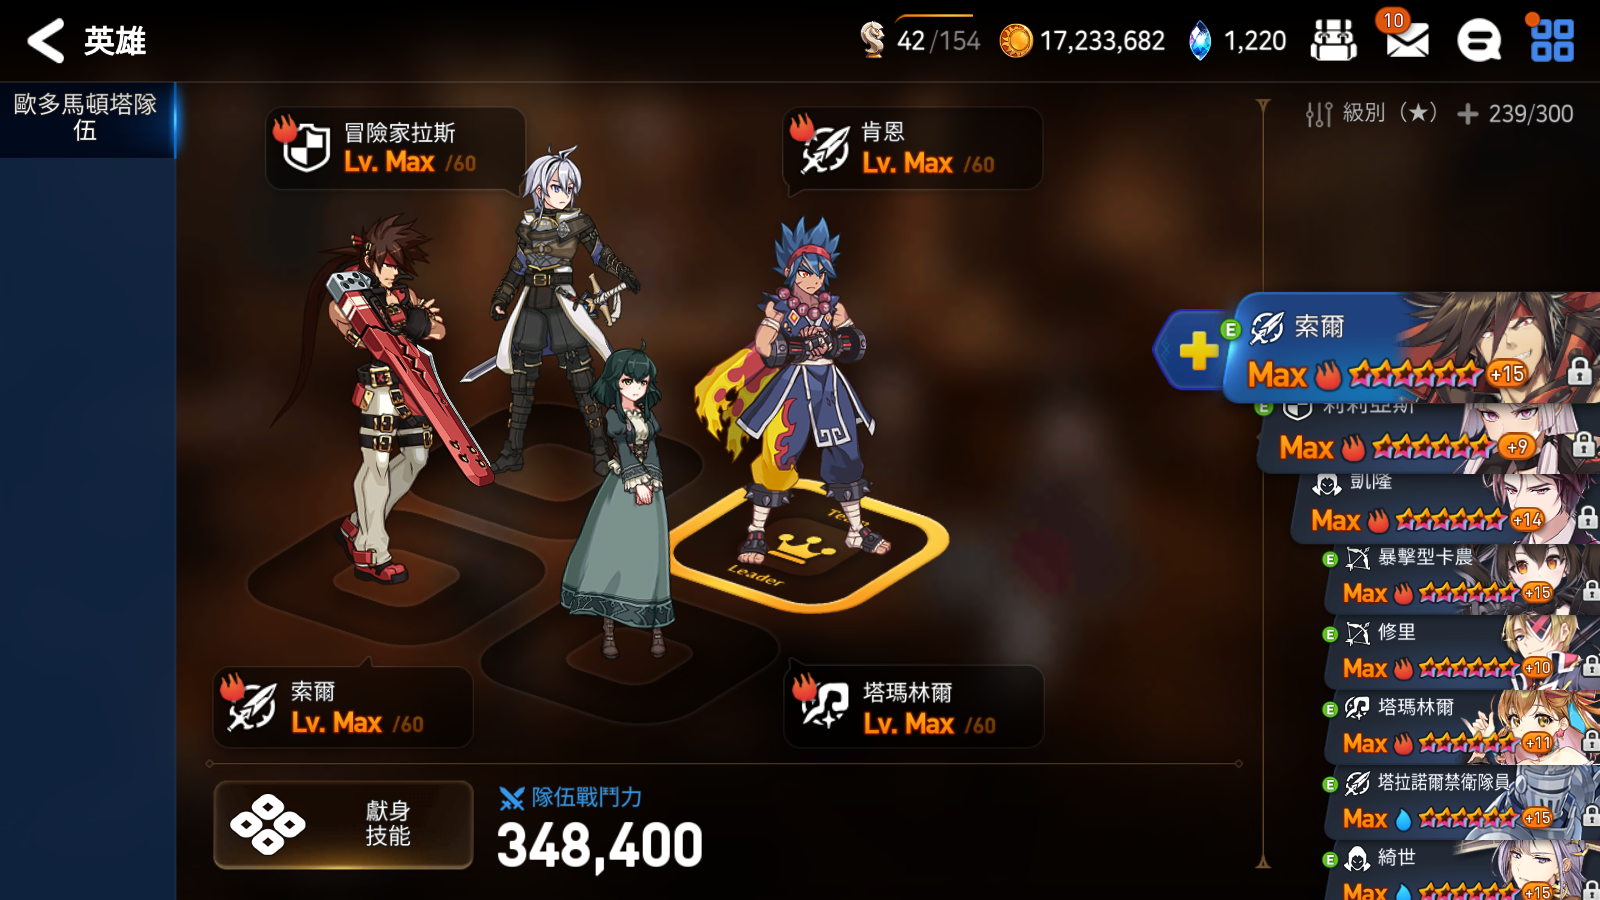 英雄
42/154
17,233,682
1,220
10
歐多馬頓塔隊
伍
級別 (★)
239/300
冒險家拉斯
Lv. Max /60
肯恩
Lv. Max /60
Team
Leader
索爾
Lv. Max /60
塔瑪林爾
Lv. Max /60
獻身
技能
隊伍戰鬥力
348,400
E 索爾
Max +15
E 利利亞斯
Max +9
凱隆
Max +14
E 暴擊型卡農
Max +15
E 修里
Max +10
E 塔瑪林爾
Max +11
E 塔拉諾爾禁衛隊員
Max +15
E 綺世
Max +15